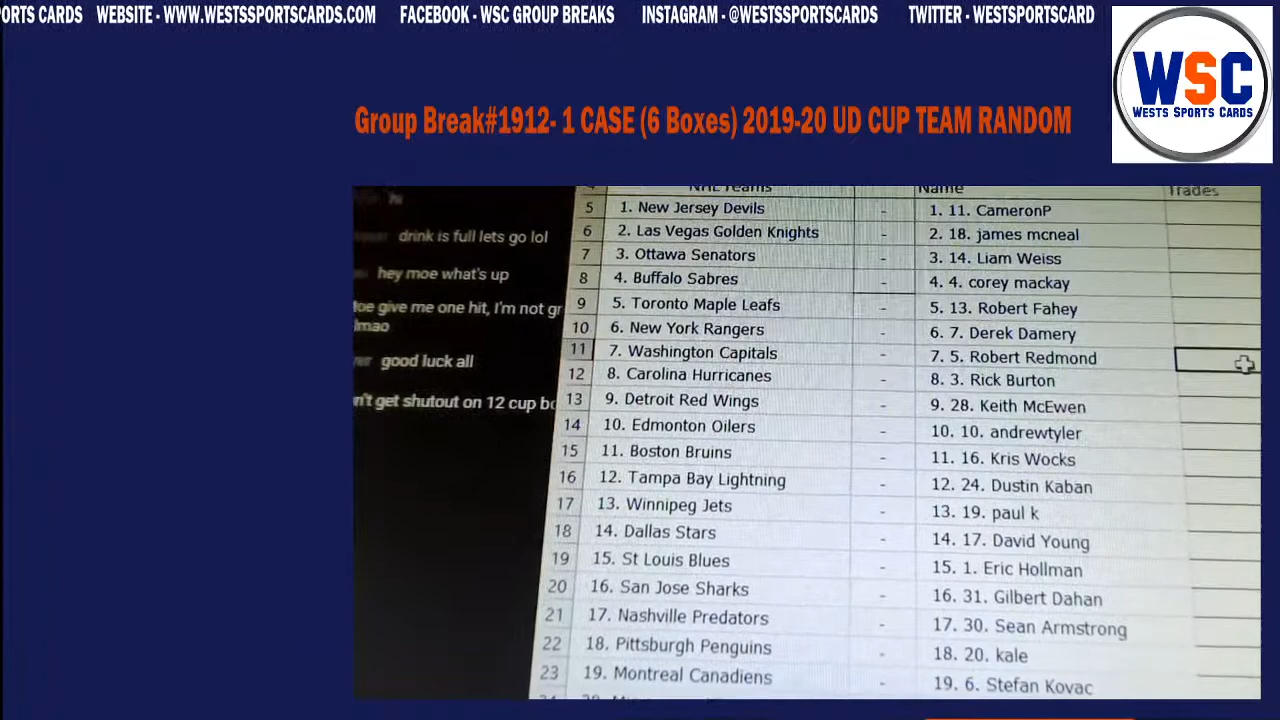 ORTS CARDS WEBSITE - WWW.WESTSSPORTSCARDS.COM FACEBOOK - WSC GROUP BREAKS INSTAGRAM - @WESTSSPORTCARDS TWITTER - WESTSPORTCARD
WSC
WESTS SPORTS CARDS
Group Break#1912- 1 CASE (6 Boxes) 2019-20 UD CUP TEAM RANDOM
drink is full lets go lol
hey moe what's up
oe give me one hit, I'm not gr
lmao
good luck all
n't get shutout on 12 cup bo
NHL Teams - Name Trades
5 1. New Jersey Devils - 1. 11. CameronP
6 2. Las Vegas Golden Knights - 2. 18. james mcneal
7 3. Ottawa Senators - 3. 14. Liam Weiss
8 4. Buffalo Sabres - 4. 4. corey mackay
9 5. Toronto Maple Leafs - 5. 13. Robert Fahey
10 6. New York Rangers - 6. 7. Derek Damery
11 7. Washington Capitals - 7. 5. Robert Redmond
12 8. Carolina Hurricanes - 8. 3. Rick Burton
13 9. Detroit Red Wings - 9. 28. Keith McEwen
14 10. Edmonton Oilers - 10. 10. andrewtyler
15 11. Boston Bruins - 11. 16. Kris Wocks
16 12. Tampa Bay Lightning - 12. 24. Dustin Kaban
17 13. Winnipeg Jets - 13. 19. paul k
18 14. Dallas Stars - 14. 17. David Young
19 15. St Louis Blues - 15. 1. Eric Hollman
20 16. San Jose Sharks - 16. 31. Gilbert Dahan
21 17. Nashville Predators - 17. 30. Sean Armstrong
22 18. Pittsburgh Penguins - 18. 20. kale
23 19. Montreal Canadiens - 19. 6. Stefan Kovac